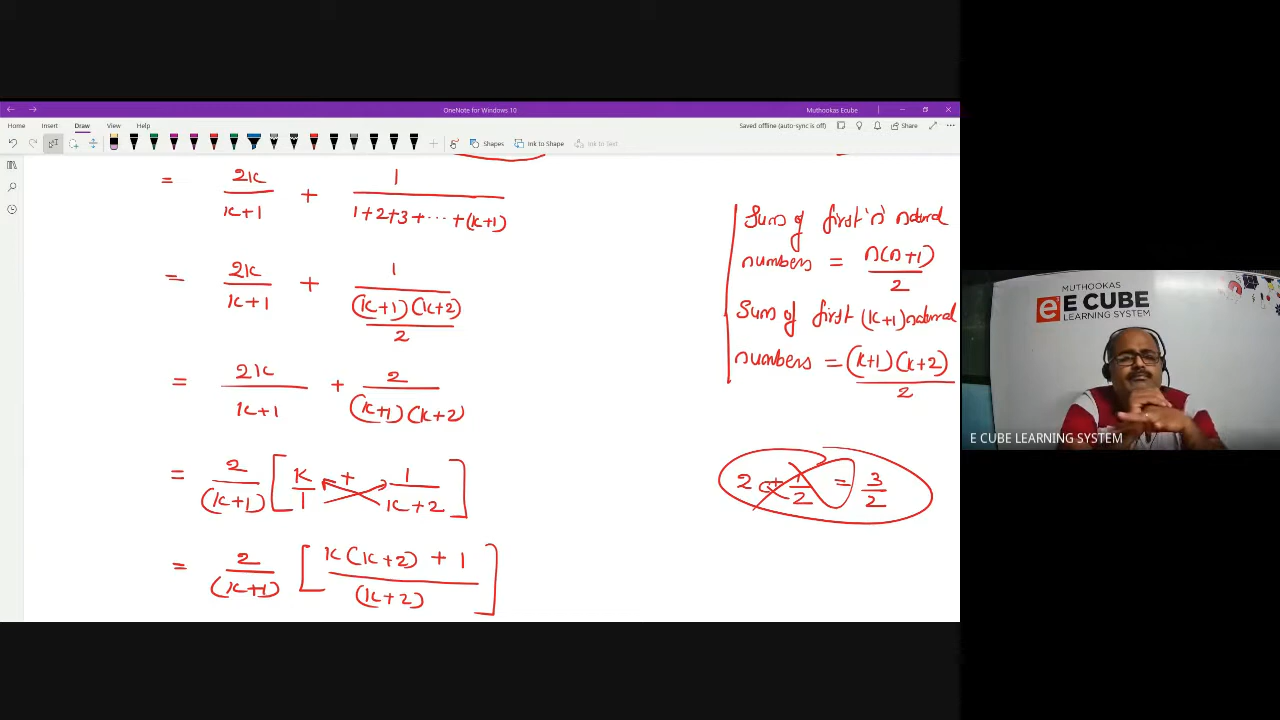 OneNote for Windows 10
Muthookas Ecube
Home Insert Draw View Help
Saved offline (auto-sync is off)
Share
Shapes
Ink to Shape
Ink to Text
= 2k/(k+1) + 1/(1+2+3+⋯+(k+1))
= 2k/(k+1) + 1/((k+1)(k+2)/2)
= 2k/(k+1) + 2/((k+1)(k+2))
= 2/(k+1) [k/1 + 1/(k+2)]
= 2/(k+1) [(k(k+2) + 1)/(k+2)]
Sum of first 'n' natural
numbers = n(n+1)/2
Sum of first (k+1) natural
numbers = (k+1)(k+2)/2
2 + 1/2 = 3/2
MUTHOOKAS
e E CUBE
LEARNING SYSTEM
E CUBE LEARNING SYSTEM